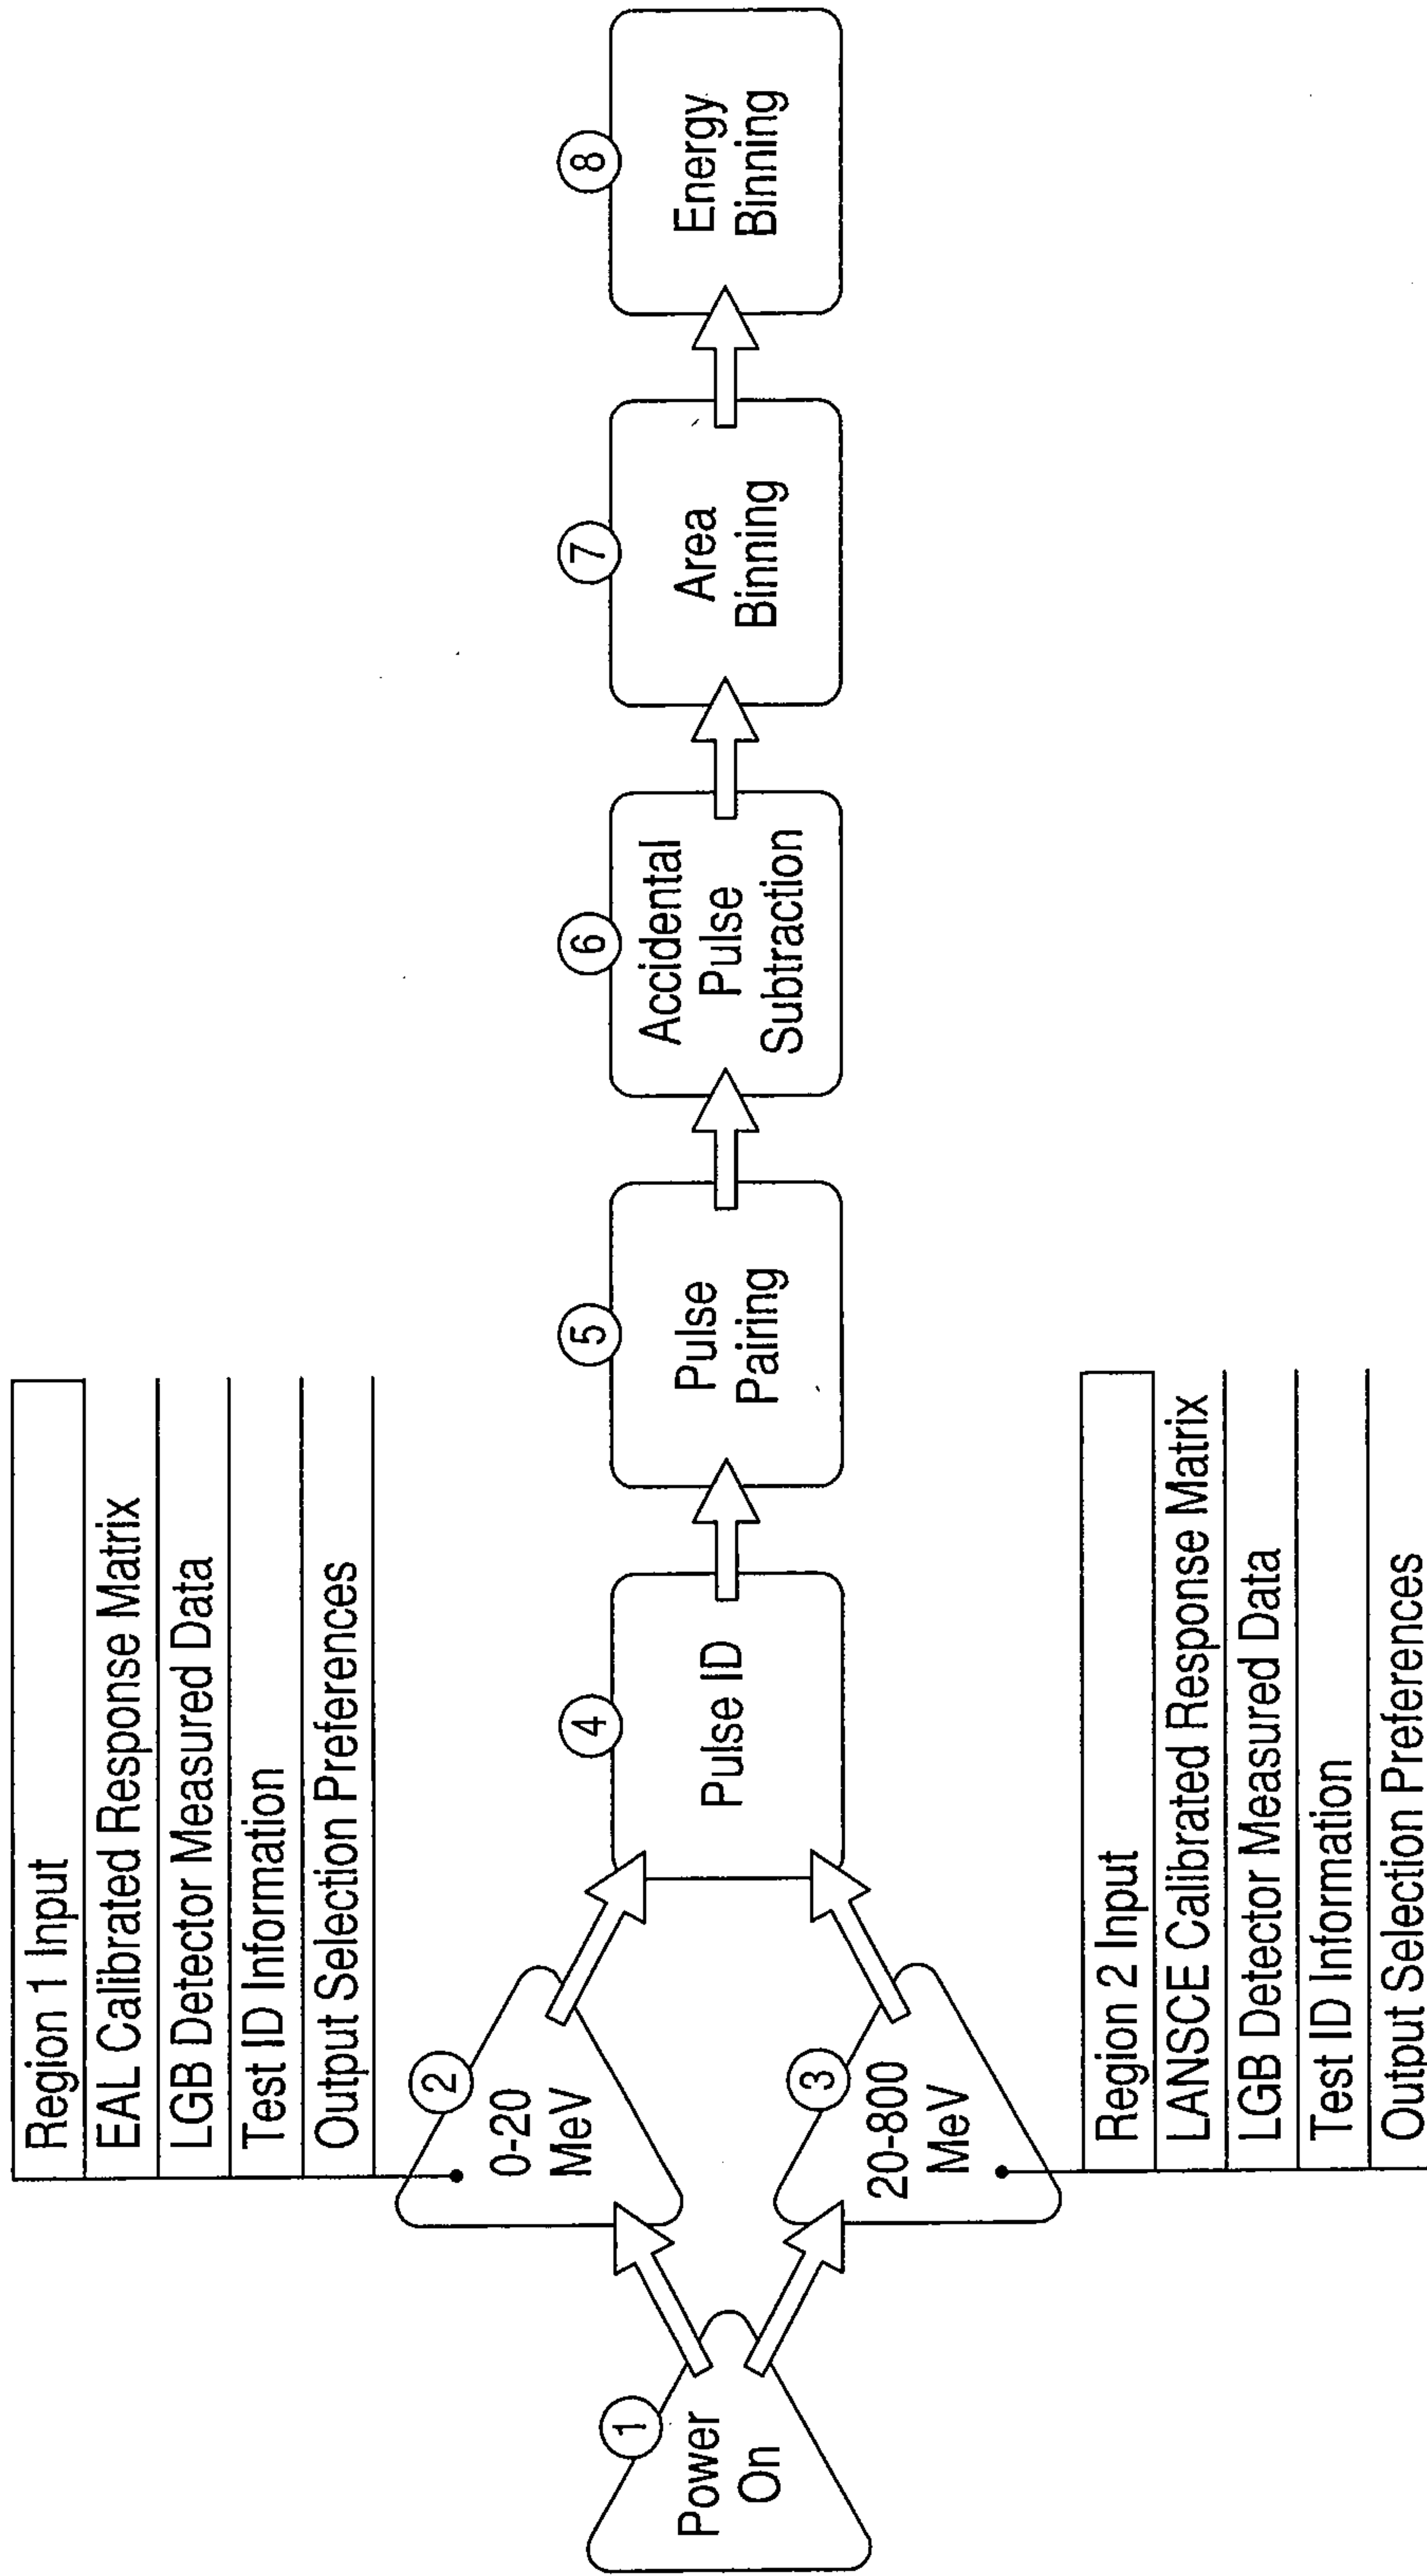 Region 1 Input
EAL Calibrated Response Matrix
LGB Detector Measured Data
Test ID Information
Output Selection Preferences
1
Power
On
2
0-20
MeV
3
20-800
MeV
4
Pulse ID
5
Pulse
Pairing
6
Accidental
Pulse
Subtraction
7
Area
Binning
8
Energy
Binning
Region 2 Input
LANSCE Calibrated Response Matrix
LGB Detector Measured Data
Test ID Information
Output Selection Preferences